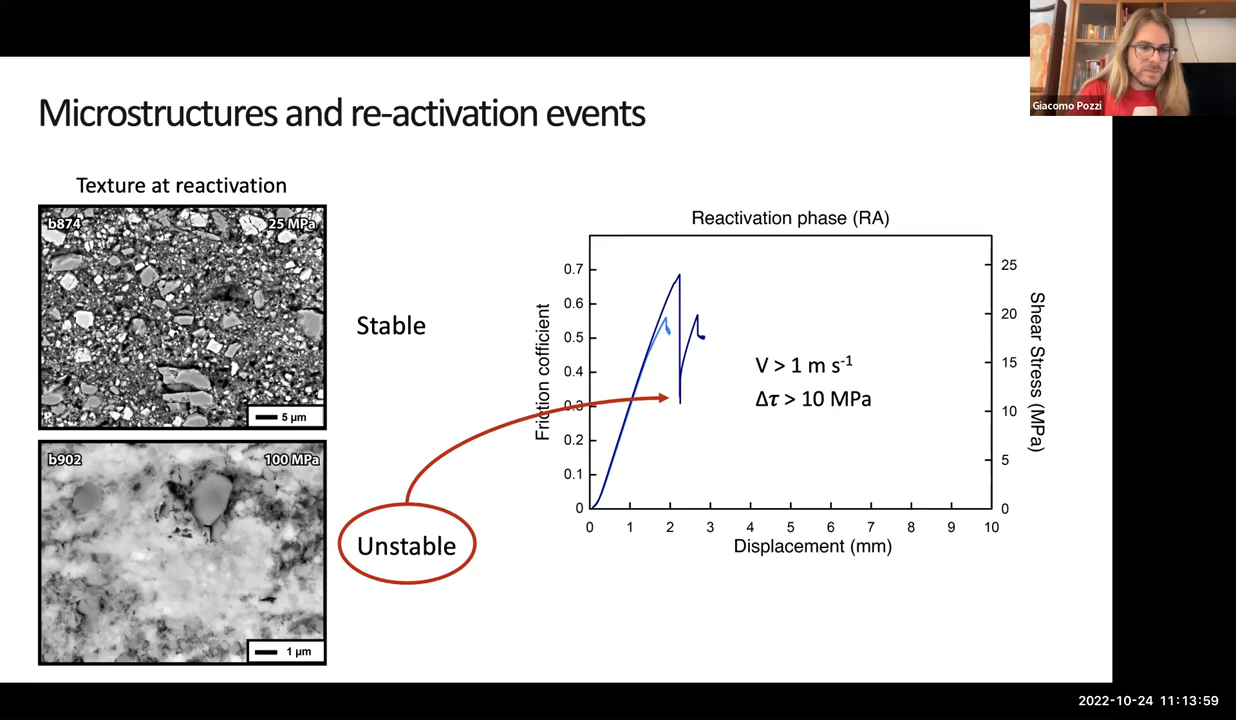 Giacomo Pozzi
Microstructures and re-activation events
Texture at reactivation
b874
25 MPa
5 µm
Stable
b902
100 MPa
1 µm
Unstable
Reactivation phase (RA)
Friction cofficient
0.7
0.6
0.5
0.4
0.3
0.2
0.1
0
0 1 2 3 4 5 6 7 8 9 10
Displacement (mm)
25
20
15
10
5
0
Shear Stress (MPa)
V > 1 m s⁻¹
Δτ > 10 MPa
2022-10-24 11:13:59